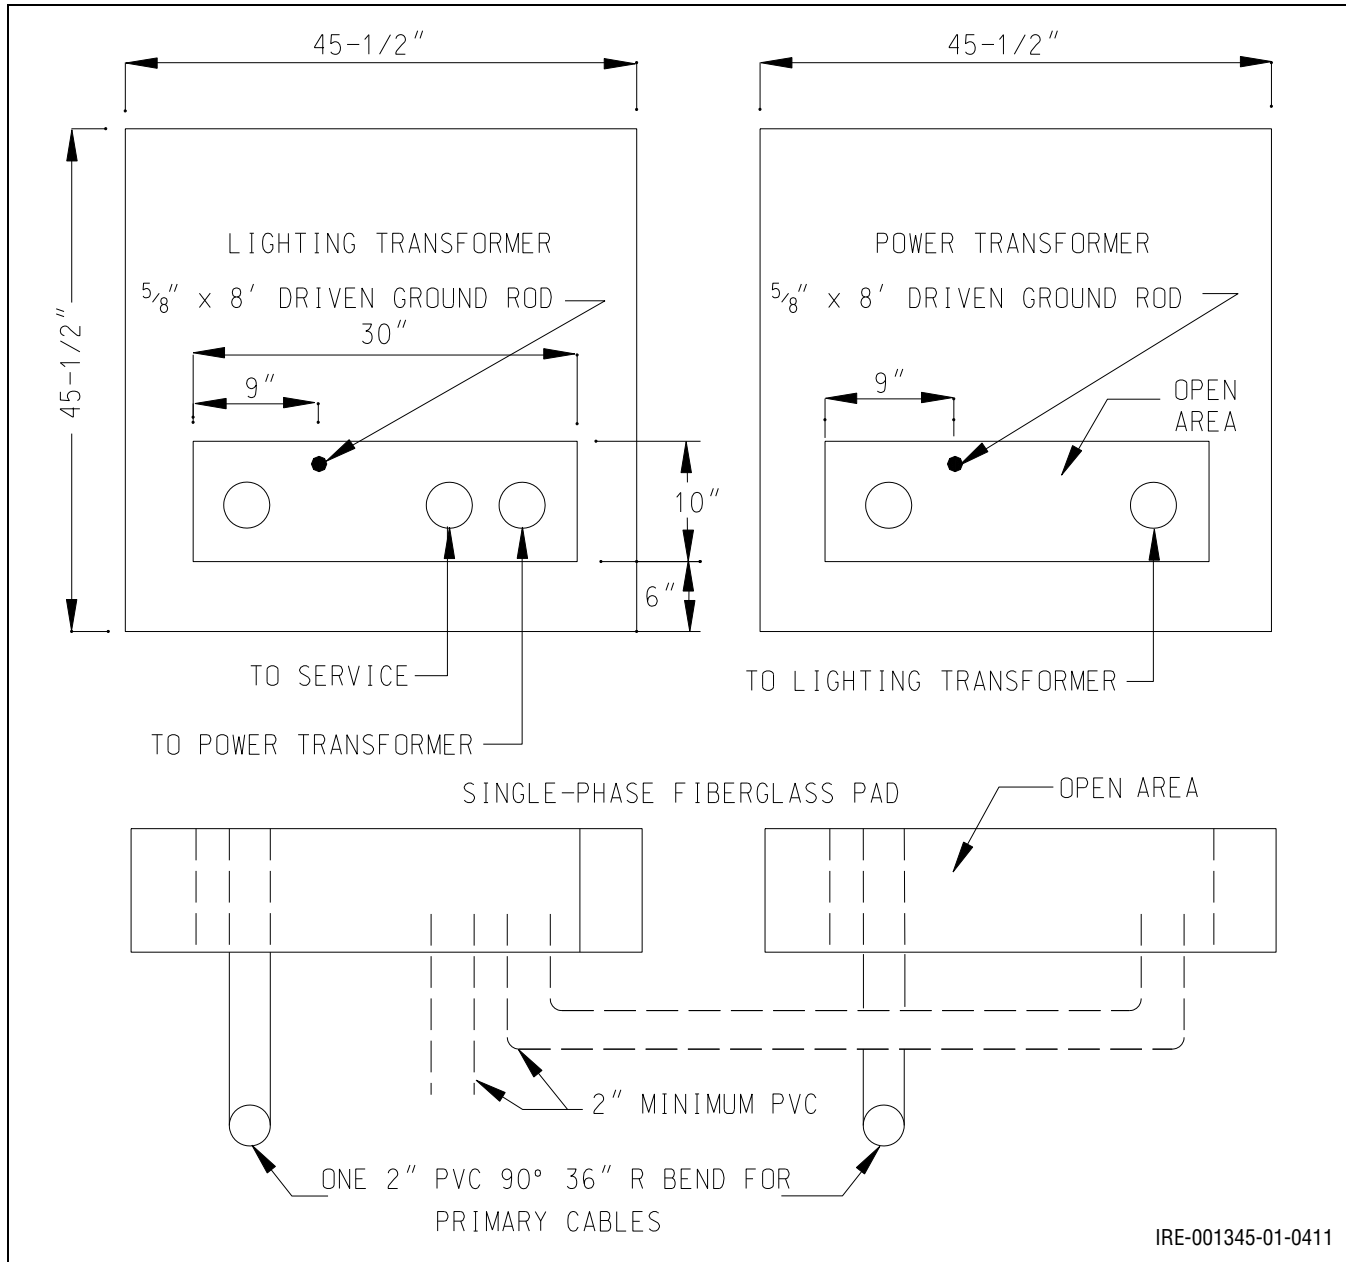 45-1/2"
45-1/2"
LIGHTING TRANSFORMER
POWER TRANSFORMER
5/8" x 8' DRIVEN GROUND ROD
5/8" x 8' DRIVEN GROUND ROD
30"
45-1/2"
9"
9"
OPEN
AREA
10"
6"
TO SERVICE
TO LIGHTING TRANSFORMER
TO POWER TRANSFORMER
SINGLE-PHASE FIBERGLASS PAD
OPEN AREA
2" MINIMUM PVC
ONE 2" PVC 90° 36" R BEND FOR
PRIMARY CABLES
IRE-001345-01-0411